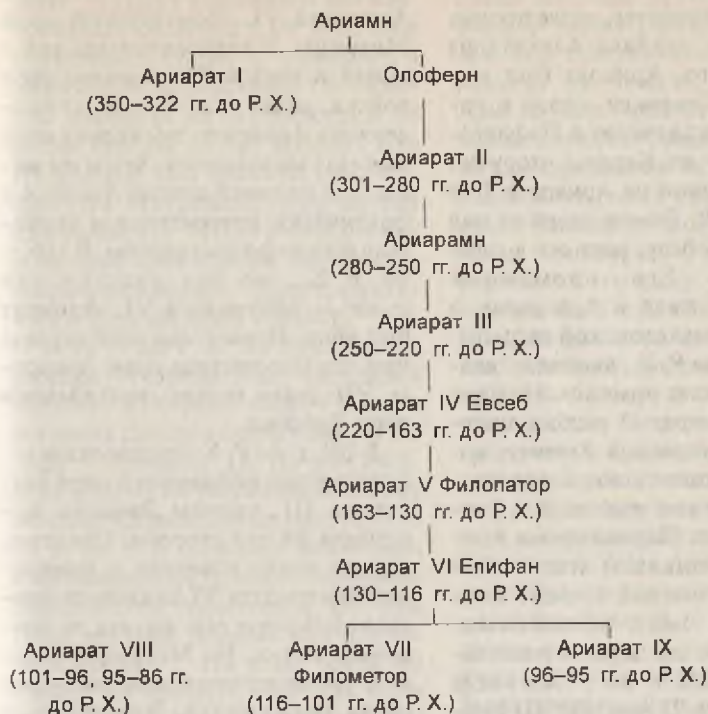 Ариамн
Ариарат I
(350–322 гг. до Р. Х.)
Олоферн
Ариарат II
(301–280 гг. до Р. Х.)
Ариарамн
(280–250 гг. до Р. Х.)
Ариарат III
(250–220 гг. до Р. Х.)
Ариарат IV Евсеб
(220–163 гг. до Р. Х.)
Ариарат V Филопатор
(163–130 гг. до Р. Х.)
Ариарат VI Епифан
(130–116 гг. до Р. Х.)
Ариарат VIII
(101–96, 95–86 гг.
до Р. Х.)
Ариарат VII
Филометор
(116–101 гг. до Р. Х.)
Ариарат IX
(96–95 гг. до Р. Х.)